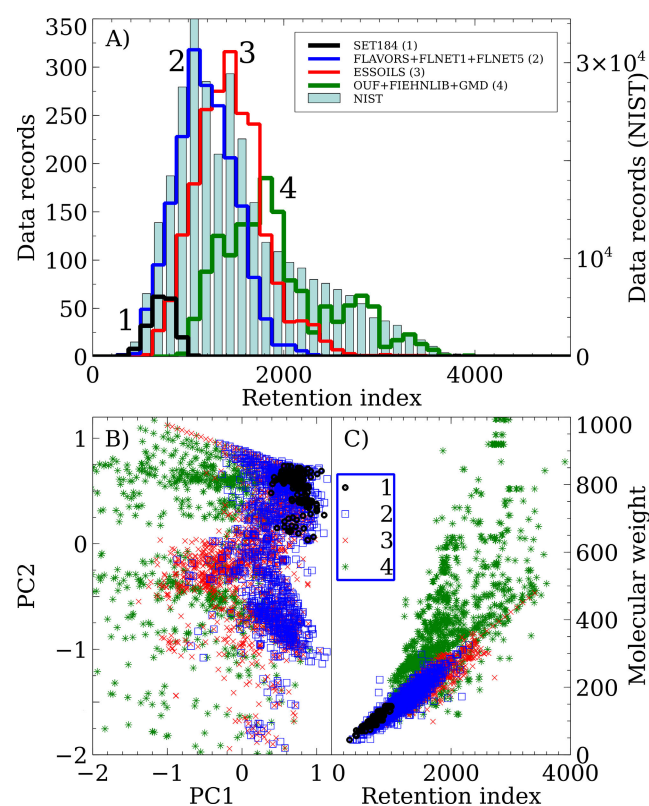 A)
350
300
250
200
150
100
50
0
Data records
1
2
3
4
SET184 (1)
FLAVORS+FLNET1+FLNET5 (2)
ESSOILS (3)
OUF+FIEHNLIB+GMD (4)
NIST
3×10⁴
10⁴
0
Data records (NIST)
0
2000
4000
Retention index
B)
1
0
−1
−2
PC2
−2
−1
0
1
PC1
C)
1
2
3
4
1000
800
600
400
200
0
Molecular weight
0
2000
4000
Retention index